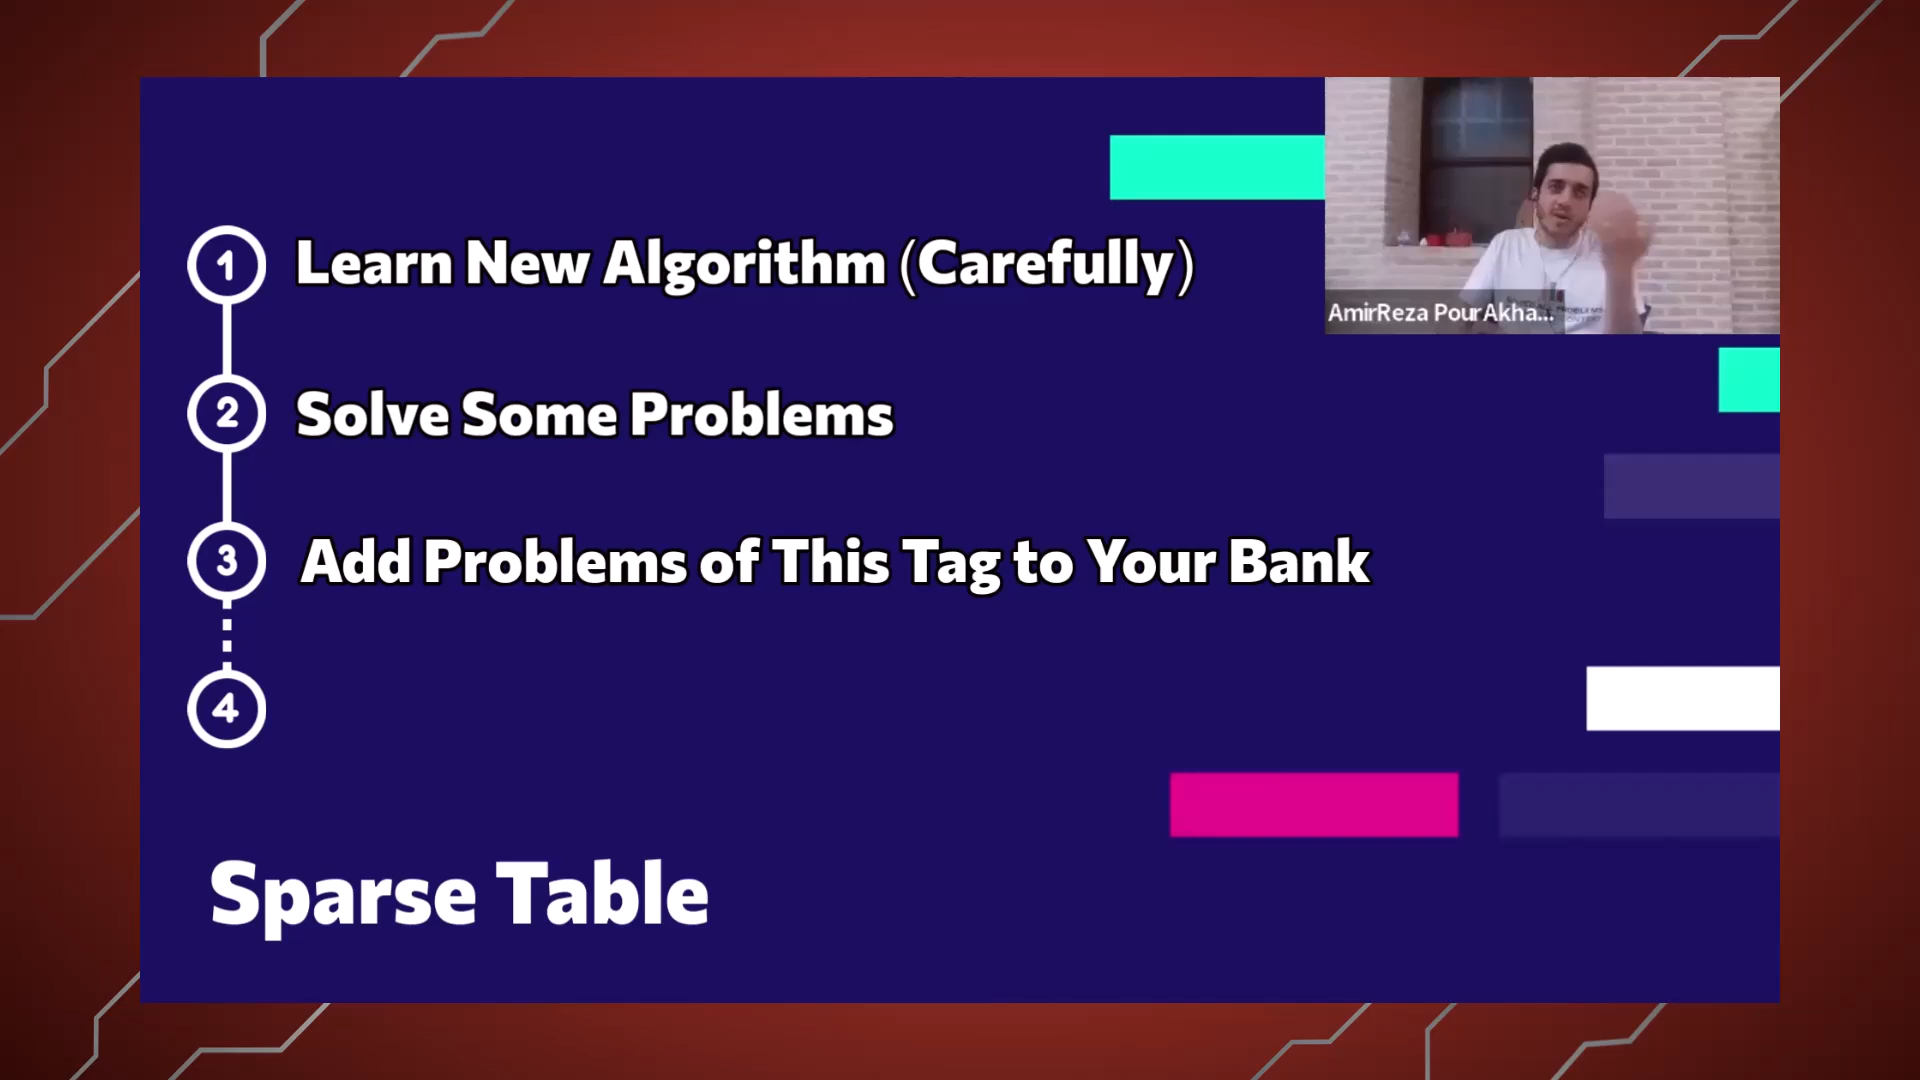 1 Learn New Algorithm (Carefully)
AmirReza PourAkha...
2 Solve Some Problems
3 Add Problems of This Tag to Your Bank
4
Sparse Table